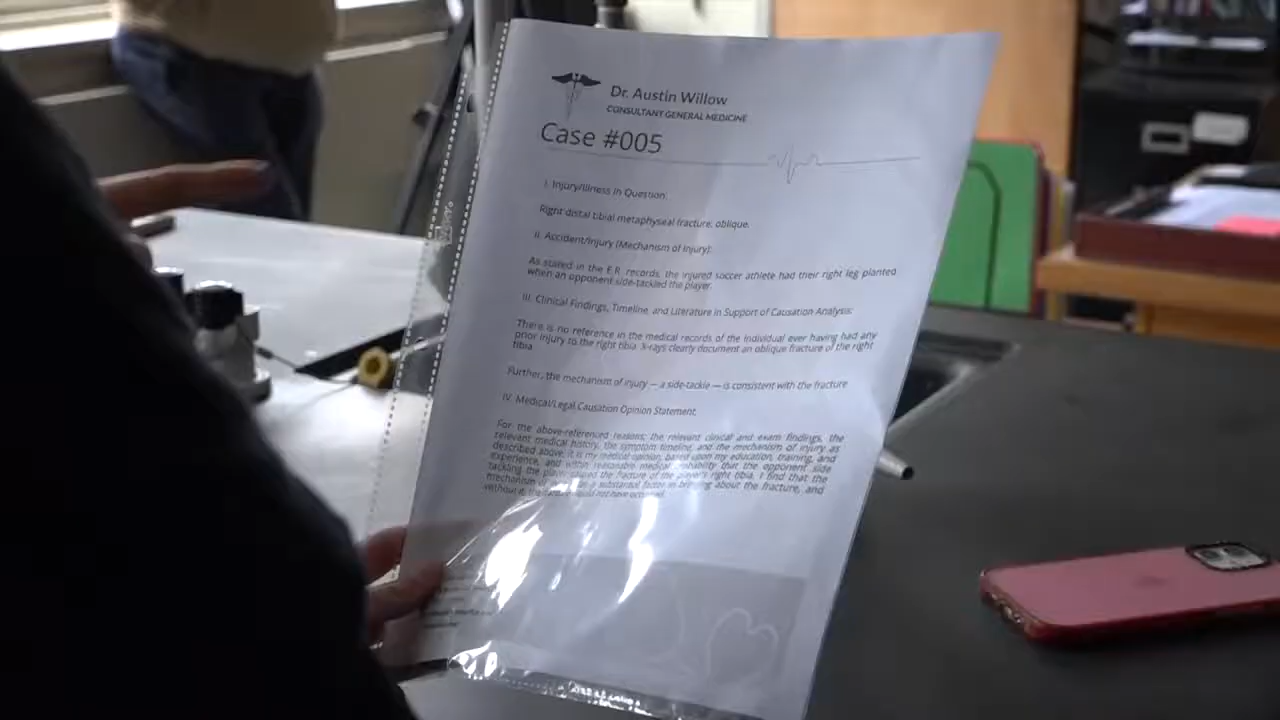 Dr. Austin Willow
CONSULTANT GENERAL MEDICINE
Case #005
I. Injury/Illness in Question:
Right distal tibial metaphyseal fracture, oblique.
II. Accident/Injury (Mechanism of Injury):
As stated in the E.R. records, the injured soccer athlete had their right leg planted
when an opponent side-tackled the player.
III. Clinical Findings, Timeline, and Literature in Support of Causation Analysis:
There is no reference in the medical records of the individual ever having had any
prior injury to the right tibia. X-rays clearly document an oblique fracture of the right
tibia.
Further, the mechanism of injury — a side-tackle — is consistent with the fracture
IV. Medical/Legal Causation Opinion Statement
For the above-referenced reasons; the relevant clinical and exam findings, the
relevant medical history, the symptom timeline, and the mechanism of injury as
described above, it is my medical opinion, based upon my education, training, and
experience, and within reasonable medical probability that the opponent side
tackling the player caused the fracture of the player's right tibia. I find that the
mechanism of a substantial factor in bringing about the fracture, and
without it, the not have occurred.